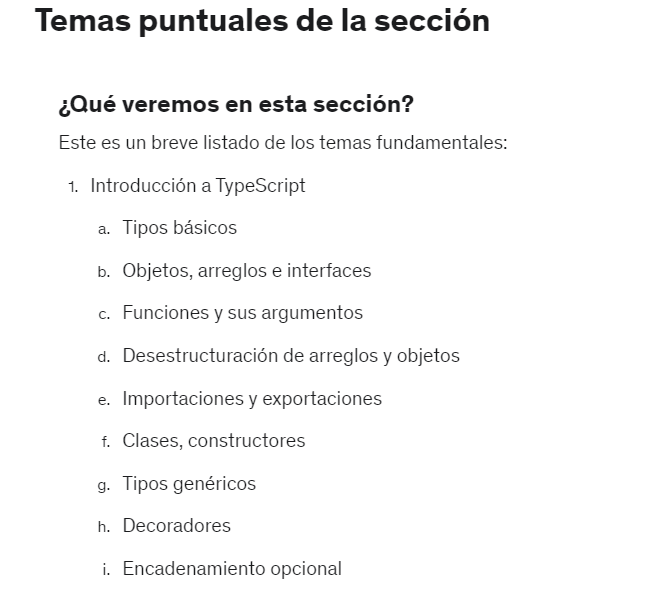 Temas puntuales de la sección
¿Qué veremos en esta sección?
Este es un breve listado de los temas fundamentales:
1. Introducción a TypeScript
a. Tipos básicos
b. Objetos, arreglos e interfaces
c. Funciones y sus argumentos
d. Desestructuración de arreglos y objetos
e. Importaciones y exportaciones
f. Clases, constructores
g. Tipos genéricos
h. Decoradores
i. Encadenamiento opcional